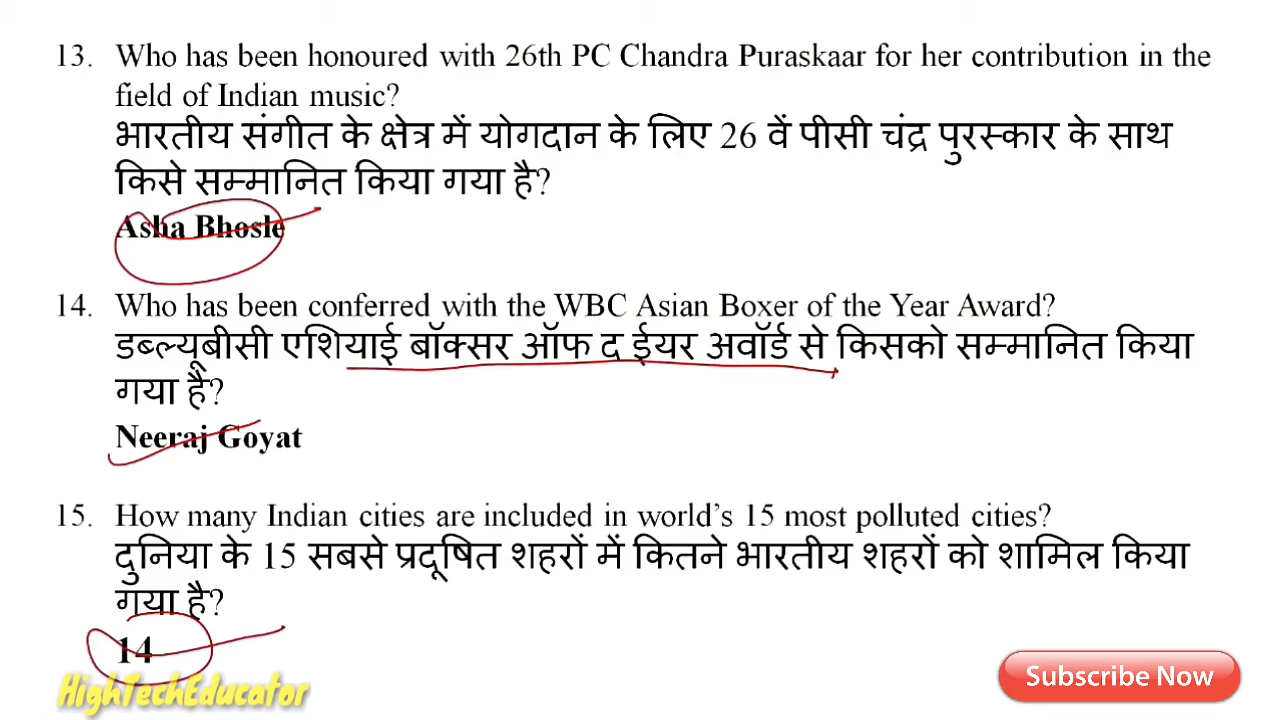 13. Who has been honoured with 26th PC Chandra Puraskaar for her contribution in the
field of Indian music?
भारतीय संगीत के क्षेत्र में योगदान के लिए 26 वें पीसी चंद्र पुरस्कार के साथ
किसे सम्मानित किया गया है?
Asha Bhosle
14. Who has been conferred with the WBC Asian Boxer of the Year Award?
डब्ल्यूबीसी एशियाई बॉक्सर ऑफ द ईयर अवॉर्ड से किसको सम्मानित किया
गया है?
Neeraj Goyat
15. How many Indian cities are included in world's 15 most polluted cities?
दुनिया के 15 सबसे प्रदूषित शहरों में कितने भारतीय शहरों को शामिल किया
गया है?
14
HighTechEducator
Subscribe Now